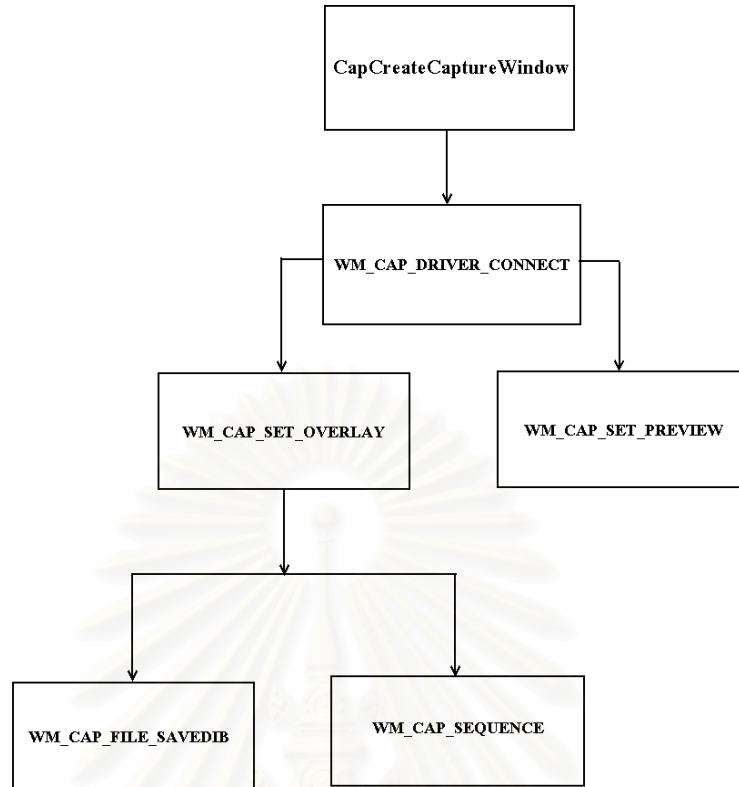 CapCreateCaptureWindow
WM_CAP_DRIVER_CONNECT
WM_CAP_SET_OVERLAY
WM_CAP_SET_PREVIEW
WM_CAP_FILE_SAVEDIB
WM_CAP_SEQUENCE